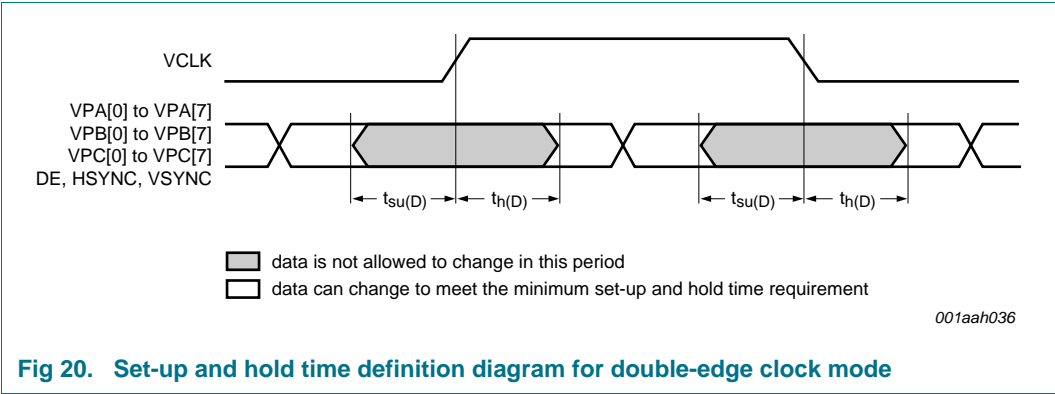 VCLK
VPA[0] to VPA[7]
VPB[0] to VPB[7]
VPC[0] to VPC[7]
DE, HSYNC, VSYNC
tsu(D) th(D) tsu(D) th(D)
data is not allowed to change in this period
data can change to meet the minimum set-up and hold time requirement
001aah036
Fig 20. Set-up and hold time definition diagram for double-edge clock mode